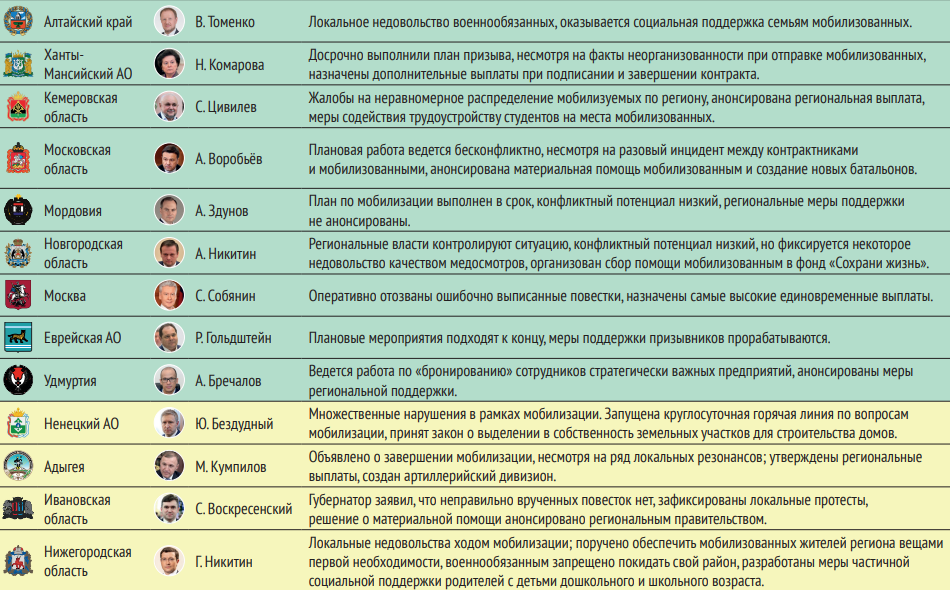 Алтайский край В. Томенко Локальное недовольство военнообязанных, оказывается социальная поддержка семьям мобилизованных.
Ханты-
Мансийский АО
Н. Комарова
Досрочно выполнили план призыва, несмотря на факты неорганизованности при отправке мобилизованных,
назначены дополнительные выплаты при подписании и завершении контракта.
Кемеровская
область
С. Цивилев
Жалобы на неравномерное распределение мобилизуемых по региону, анонсирована региональная выплата,
меры содействия трудоустройству студентов на места мобилизованных.
Московская
область
А. Воробьёв
Плановая работа ведется бесконфликтно, несмотря на разовый инцидент между контрактниками
и мобилизованными, анонсирована материальная помощь мобилизованным и создание новых батальонов.
Мордовия
А. Здунов
План по мобилизации выполнен в срок, конфликтный потенциал низкий, региональные меры поддержки
не анонсированы.
Новгородская
область
А. Никитин
Региональные власти контролируют ситуацию, конфликтный потенциал низкий, но фиксируется некоторое
недовольство качеством медосмотров, организован сбор помощи мобилизованным в фонд «Сохрани жизнь».
Москва С. Собянин Оперативно отозваны ошибочно выписанные повестки, назначены самые высокие единовременные выплаты.
Еврейская АО Р. Гольдштейн Плановые мероприятия подходят к концу, меры поддержки призывников прорабатываются.
Удмуртия
А. Бречалов
Ведется работа по «бронированию» сотрудников стратегически важных предприятий, анонсированы меры
региональной поддержки.
Ненецкий АО
Ю. Бездудный
Множественные нарушения в рамках мобилизации. Запущена круглосуточная горячая линия по вопросам
мобилизации, принят закон о выделении в собственность земельных участков для строительства домов.
Адыгея
М. Кумпилов
Объявлено о завершении мобилизации, несмотря на ряд локальных резонансов; утверждены региональные
выплаты, создан артиллерийский дивизион.
Ивановская
область
С. Воскресенский
Губернатор заявил, что неправильно врученных повесток нет, зафиксированы локальные протесты,
решение о материальной помощи анонсировано региональным правительством.
Нижегородская
область
Г. Никитин
Локальные недовольства ходом мобилизации; поручено обеспечить мобилизованных жителей региона вещами
первой необходимости, военнообязанным запрещено покидать свой район, разработаны меры частичной
социальной поддержки родителей с детьми дошкольного и школьного возраста.